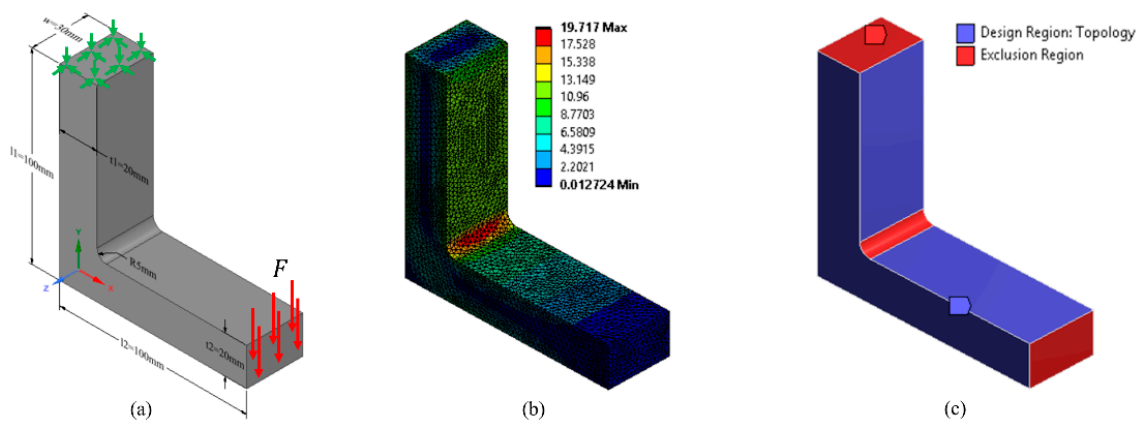 w=30mm
l1=100mm
t1=20mm
R5mm
Y
X
Z
F
t2=20mm
l2=100mm
(a)
19.717 Max
17.528
15.338
13.149
10.96
8.7703
6.5809
4.3915
2.2021
0.012724 Min
(b)
Design Region: Topology
Exclusion Region
(c)